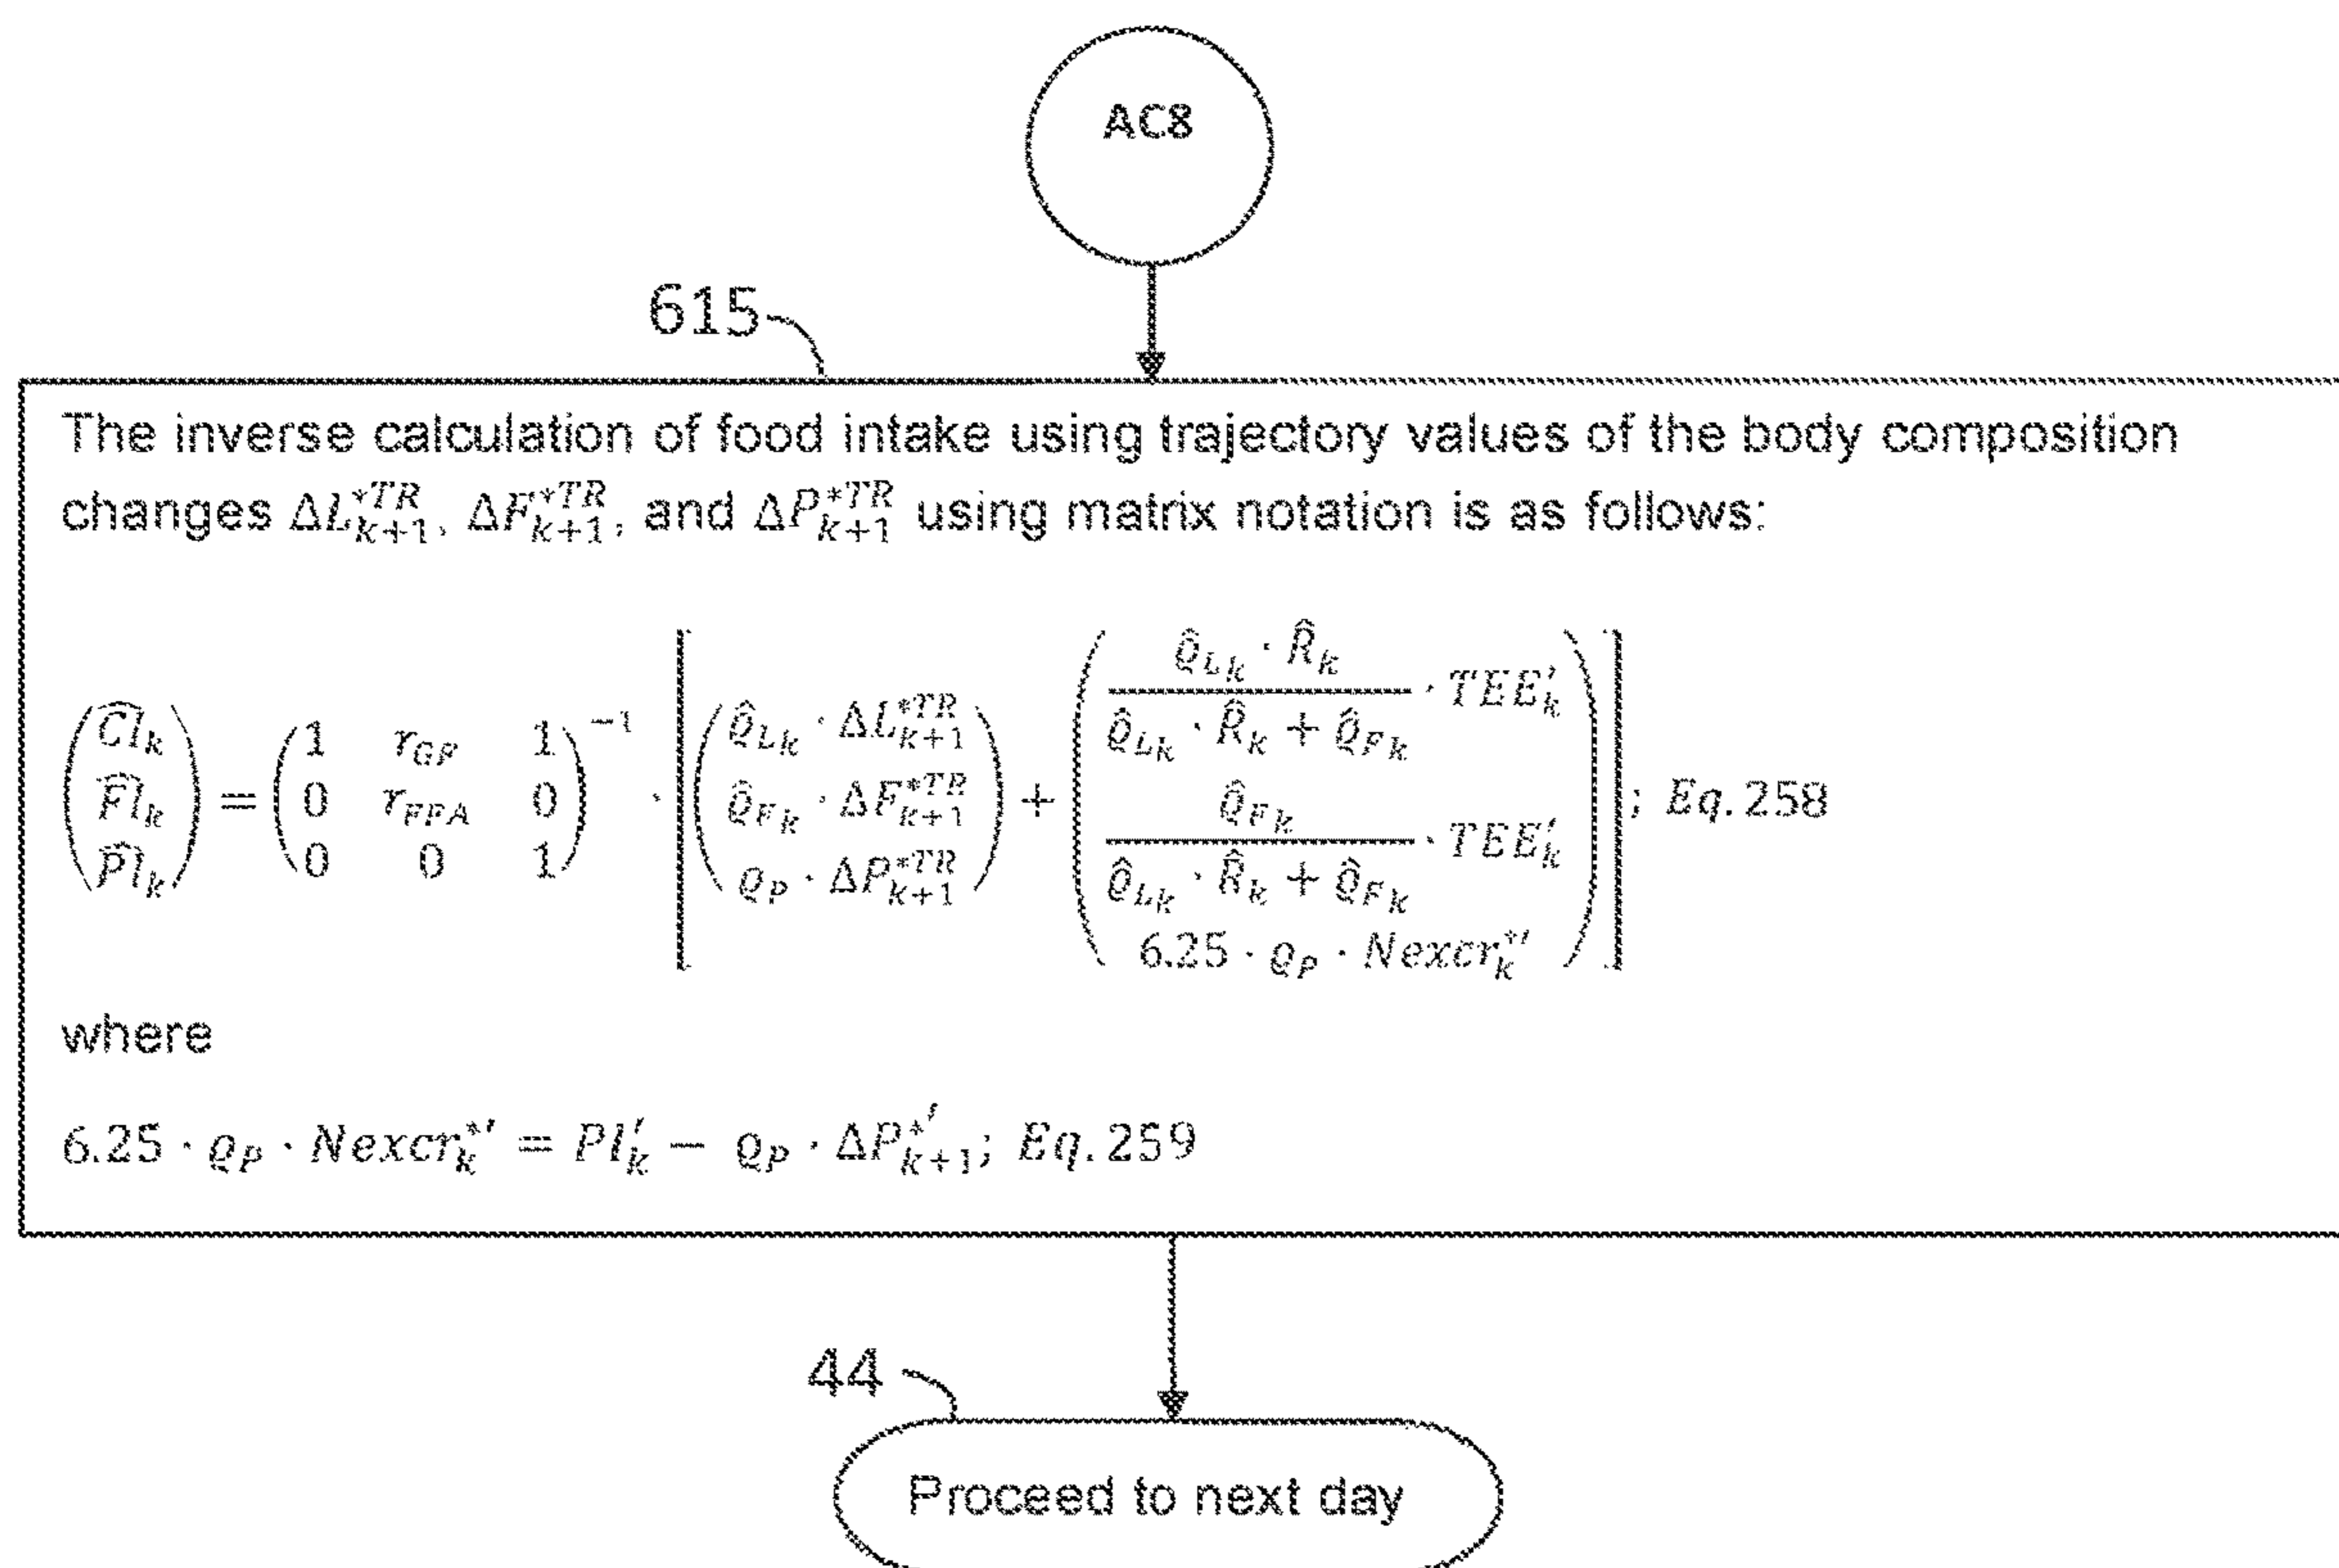 AC8
615
The inverse calculation of food intake using trajectory values of the body composition
changes ΔL*TR k+1, ΔF*TR k+1, and ΔP*TR k+1 using matrix notation is as follows:
(ĈI_k; F̂I_k; P̂I_k) = (1 r_GF 1; 0 r_FFA 0; 0 0 1)^−1 · [(ϱ̂_Lk · ΔL^*TR_k+1; ϱ̂_Fk · ΔF^*TR_k+1; ϱ_P · ΔP^*TR_k+1) + ((ϱ̂_Lk · R̂_k)/(ϱ̂_Lk · R̂_k + ϱ̂_Fk) · TEE′_k; ϱ̂_Fk/(ϱ̂_Lk · R̂_k + ϱ̂_Fk) · TEE′_k; 6.25 · ϱ_P · Nexcr^*′_k)]; Eq. 258
where
6.25 · ϱ_P · Nexcr^*′_k = PI′_k − ϱ_P · ΔP^*′_k+1; Eq. 259
44
Proceed to next day